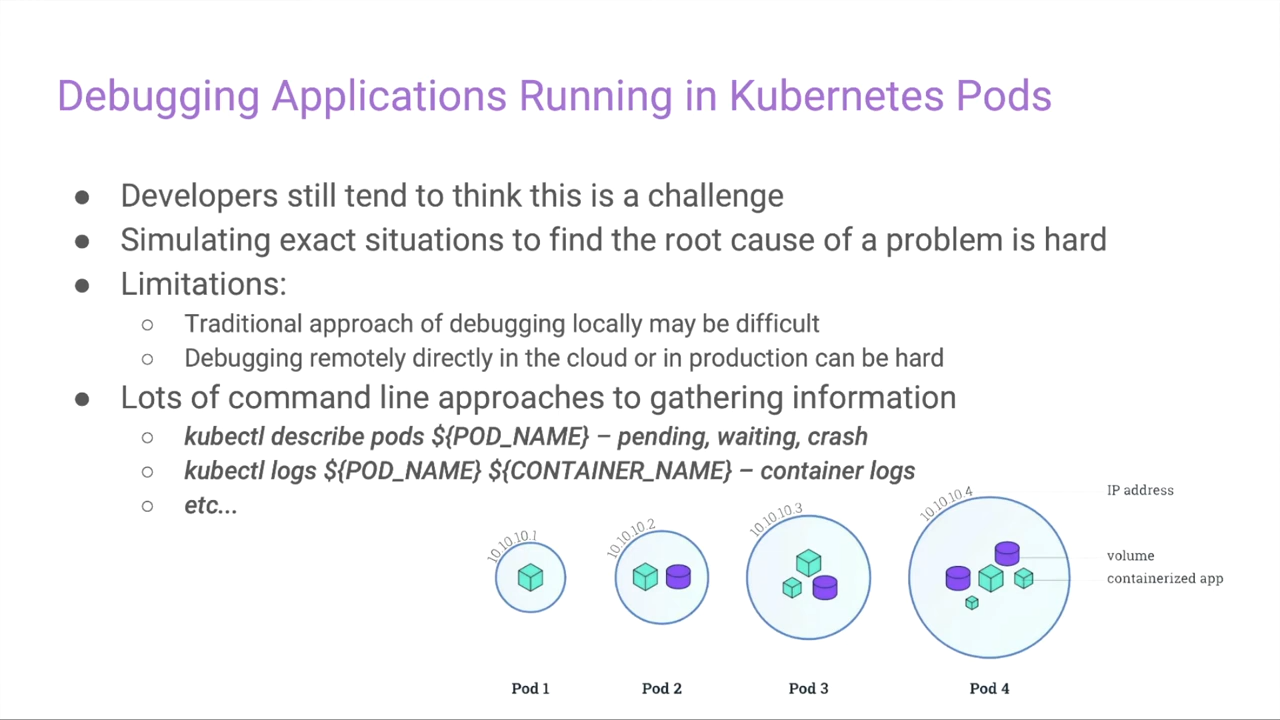 Debugging Applications Running in Kubernetes Pods
● Developers still tend to think this is a challenge
● Simulating exact situations to find the root cause of a problem is hard
● Limitations:
○ Traditional approach of debugging locally may be difficult
○ Debugging remotely directly in the cloud or in production can be hard
● Lots of command line approaches to gathering information
○ kubectl describe pods ${POD_NAME} – pending, waiting, crash
○ kubectl logs ${POD_NAME} ${CONTAINER_NAME} – container logs
○ etc...
10.10.10.1
10.10.10.2
10.10.10.3
10.10.10.4
IP address
volume
containerized app
Pod 1
Pod 2
Pod 3
Pod 4